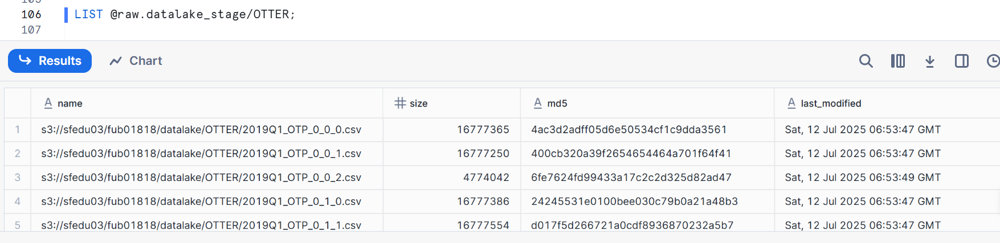 106 LIST @raw.datalake_stage/OTTER;
107
Results Chart
name size md5 last_modified
1 s3://sfedu03/fub01818/datalake/OTTER/2019Q1_OTP_0_0_0.csv 16777365 4ac3d2adff05d6e50534cf1c9dda3561 Sat, 12 Jul 2025 06:53:47 GMT
2 s3://sfedu03/fub01818/datalake/OTTER/2019Q1_OTP_0_0_1.csv 16777250 400cb320a39f2654654464a701f64f41 Sat, 12 Jul 2025 06:53:47 GMT
3 s3://sfedu03/fub01818/datalake/OTTER/2019Q1_OTP_0_0_2.csv 4774042 6fe7624fd99433a17c2c2d325d82ad47 Sat, 12 Jul 2025 06:53:49 GMT
4 s3://sfedu03/fub01818/datalake/OTTER/2019Q1_OTP_0_1_0.csv 16777386 24245531e0100bee030c79b0a21a48b3 Sat, 12 Jul 2025 06:53:47 GMT
5 s3://sfedu03/fub01818/datalake/OTTER/2019Q1_OTP_0_1_1.csv 16777554 d017f5d266721a0cdf8936870232a5b7 Sat, 12 Jul 2025 06:53:47 GMT